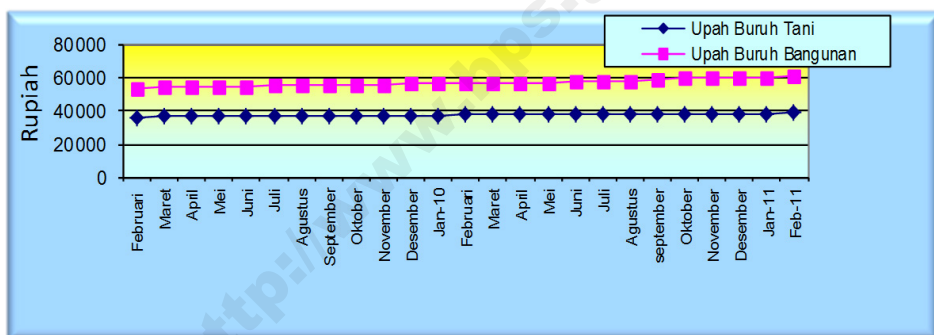 Upah Buruh Tani
Upah Buruh Bangunan
Rupiah
80000
60000
40000
20000
0
Februari
Maret
April
Mei
Juni
Juli
Agustus
September
Oktober
November
Desember
Jan-10
Februari
Maret
April
Mei
Juni
Juli
Agustus
september
Oktober
November
Desember
Jan-11
Feb-11